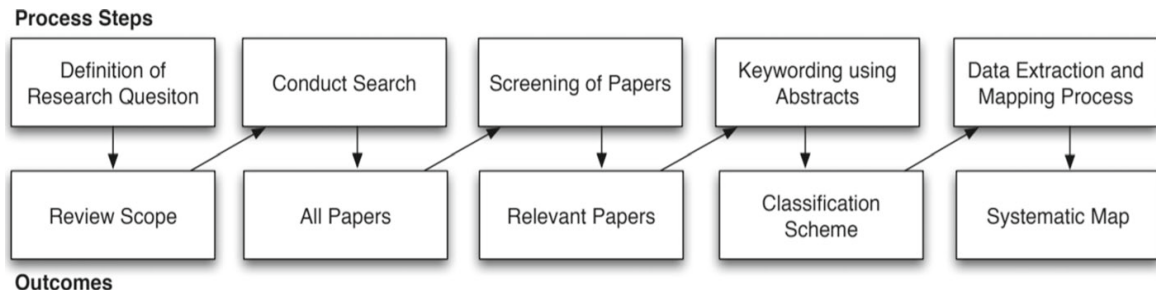 Process Steps
Definition of
Research Quesiton
Conduct Search
Screening of Papers
Keywording using
Abstracts
Data Extraction and
Mapping Process
Review Scope
All Papers
Relevant Papers
Classification
Scheme
Systematic Map
Outcomes